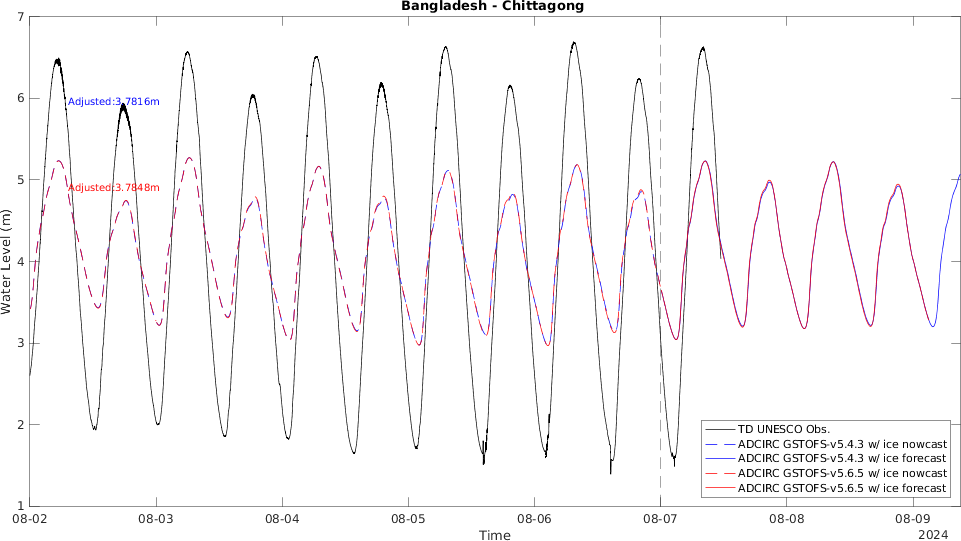 Bangladesh - Chittagong
Water Level (m)
7
6
5
4
3
2
1
Adjusted:3.7816m
Adjusted:3.7848m
TD UNESCO Obs.
ADCIRC GSTOFS-v5.4.3 w/ ice nowcast
ADCIRC GSTOFS-v5.4.3 w/ ice forecast
ADCIRC GSTOFS-v5.6.5 w/ ice nowcast
ADCIRC GSTOFS-v5.6.5 w/ ice forecast
08-02 08-03 08-04 08-05 08-06 08-07 08-08 08-09
Time
2024